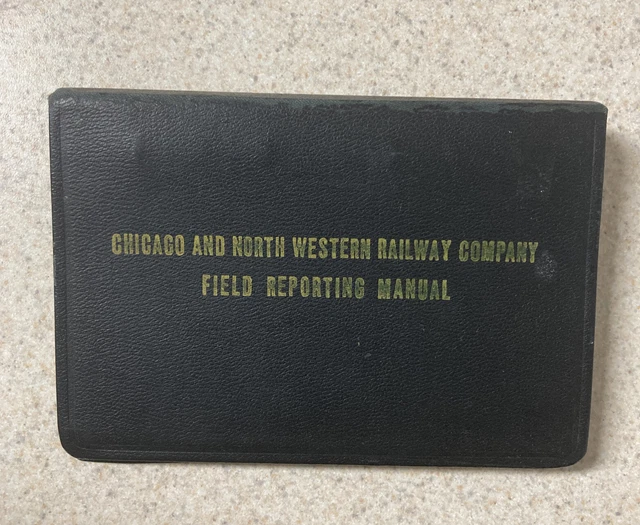 CHICAGO AND NORTH WESTERN RAILWAY COMPANY
FIELD REPORTING MANUAL